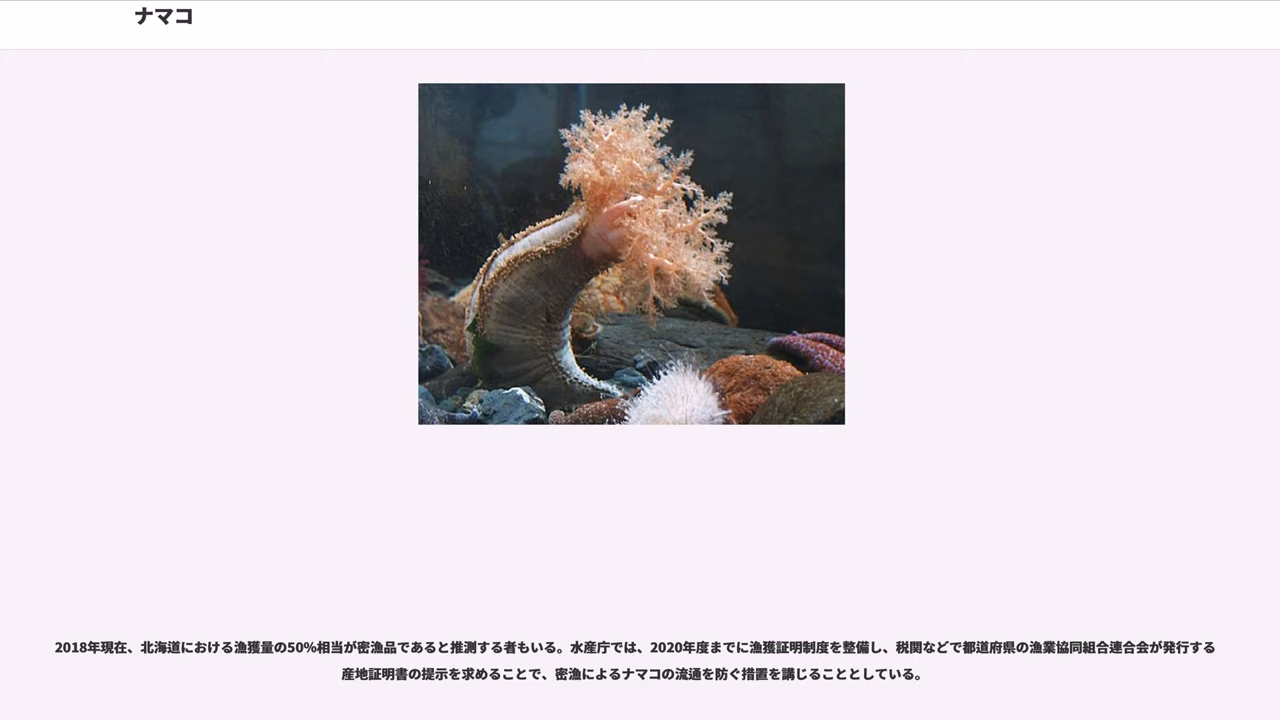 ナマコ
2018年現在、北海道における漁獲量の50%相当が密漁品であると推測する者もいる。水産庁では、2020年度までに漁獲証明制度を整備し、税関などで都道府県の漁業協同組合連合会が発行する
産地証明書の提示を求めることで、密漁によるナマコの流通を防ぐ措置を講じることとしている。